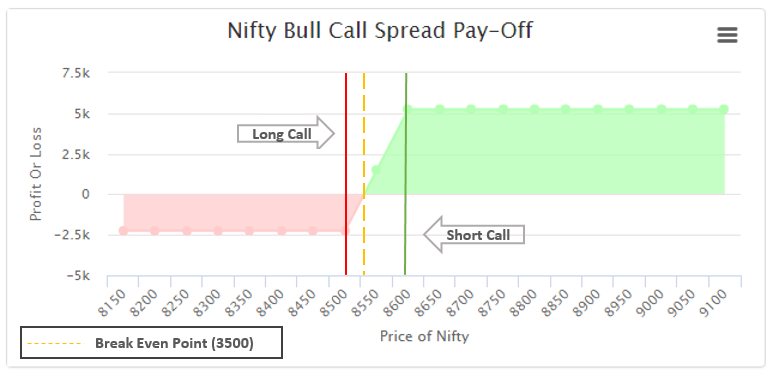 Nifty Bull Call Spread Pay-Off
7.5k
5k
2.5k
0
−2.5k
−5k
Profit Or Loss
Long Call
Short Call
8150 8200 8250 8300 8350 8400 8450 8500 8550 8600 8650 8700 8750 8800 8850 8900 8950 9000 9050 9100
Price of Nifty
Break Even Point (3500)